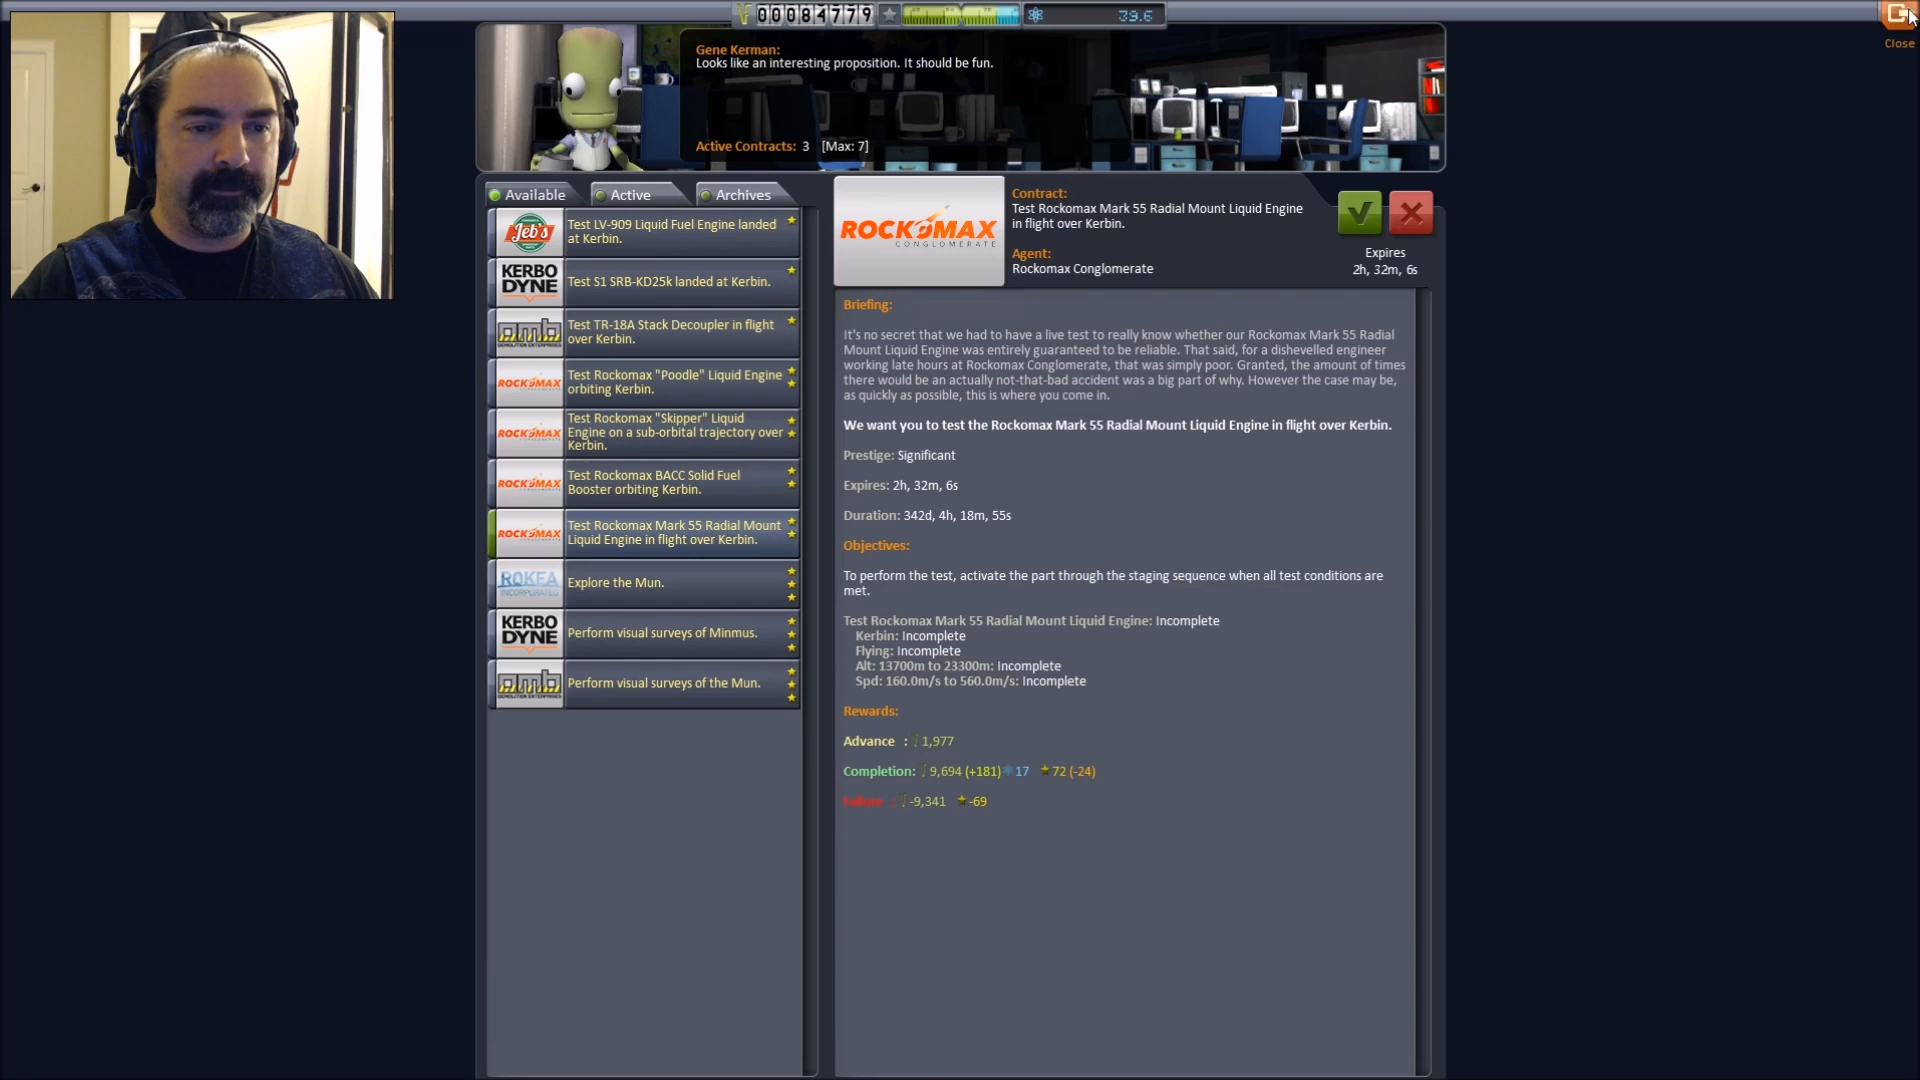 00084779
39.6
Close
Gene Kerman:
Looks like an interesting proposition. It should be fun.
Active Contracts: 3 [Max: 7]
Available
Active
Archives
Jeb's
Test LV-909 Liquid Fuel Engine landed
at Kerbin.
KERBO
DYNE
Test S1 SRB-KD25k landed at Kerbin.
Test TR-18A Stack Decoupler in flight
over Kerbin.
ROCKOMAX
Test Rockomax "Poodle" Liquid Engine
orbiting Kerbin.
ROCKOMAX
Test Rockomax "Skipper" Liquid
Engine on a sub-orbital trajectory over
Kerbin.
ROCKOMAX
Test Rockomax BACC Solid Fuel
Booster orbiting Kerbin.
ROCKOMAX
Test Rockomax Mark 55 Radial Mount
Liquid Engine in flight over Kerbin.
ROKEA
INCORPORATED
Explore the Mun.
KERBO
DYNE
Perform visual surveys of Minmus.
Perform visual surveys of the Mun.
ROCKOMAX
CONGLOMERATE
Contract:
Test Rockomax Mark 55 Radial Mount Liquid Engine
in flight over Kerbin.
Agent:
Rockomax Conglomerate
Expires
2h, 32m, 6s
Briefing:
It's no secret that we had to have a live test to really know whether our Rockomax Mark 55 Radial
Mount Liquid Engine was entirely guaranteed to be reliable. That said, for a dishevelled engineer
working late hours at Rockomax Conglomerate, that was simply poor. Granted, the amount of times
there would be an actually not-that-bad accident was a big part of why. However the case may be,
as quickly as possible, this is where you come in.
We want you to test the Rockomax Mark 55 Radial Mount Liquid Engine in flight over Kerbin.
Prestige: Significant
Expires: 2h, 32m, 6s
Duration: 342d, 4h, 18m, 55s
Objectives:
To perform the test, activate the part through the staging sequence when all test conditions are
met.
Test Rockomax Mark 55 Radial Mount Liquid Engine: Incomplete
Kerbin: Incomplete
Flying: Incomplete
Alt: 13700m to 23300m: Incomplete
Spd: 160.0m/s to 560.0m/s: Incomplete
Rewards:
Advance : 1,977
Completion: 9,694 (+181) 17 72 (-24)
Failure : -9,341 -69